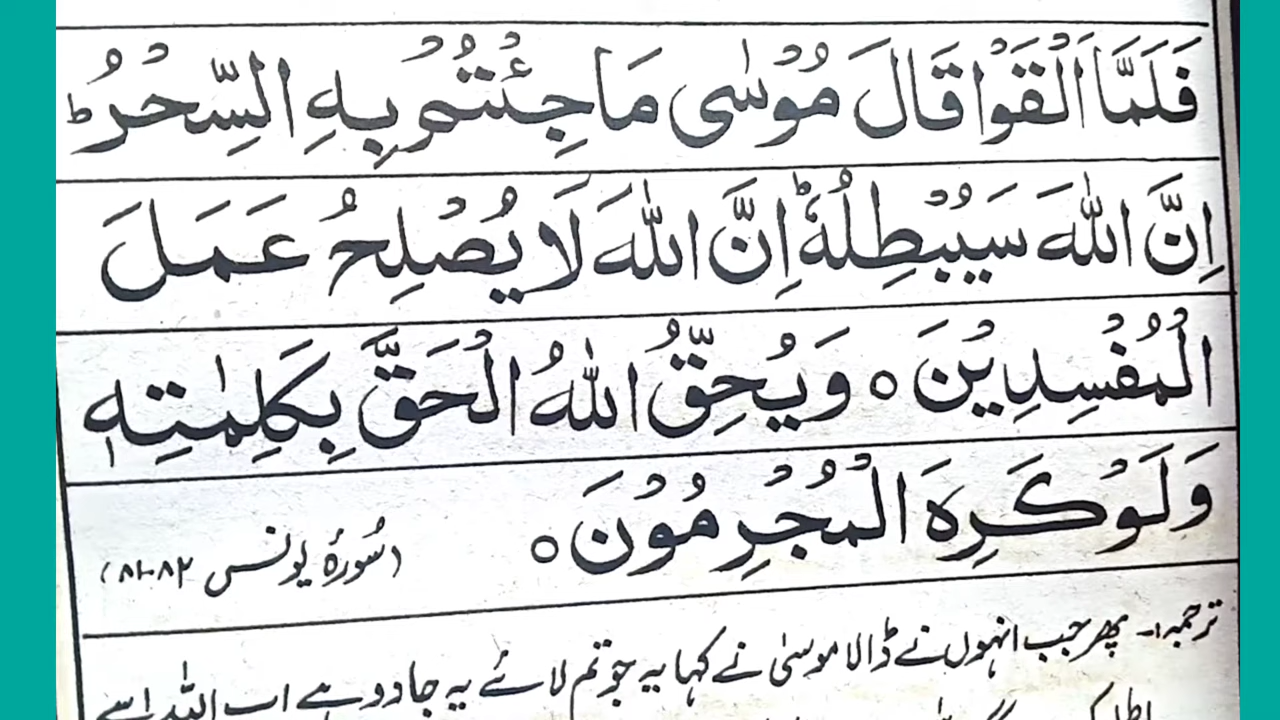 فَلَمَّاۤ اَلْقَوْا قَالَ مُوْسٰى مَا جِئْتُمْ بِهِ السِّحْرُ ؕ
اِنَّ اللّٰهَ سَيُبْطِلُهٗ ؕ اِنَّ اللّٰهَ لَا يُصْلِحُ عَمَلَ
الْمُفْسِدِيْنَ ○ وَيُحِقُّ اللّٰهُ الْحَقَّ بِكَلِمٰتِهٖ
وَلَوْ كَرِهَ الْمُجْرِمُوْنَ ○
(سُورۂ یونس ۸۲-۸۱)
ترجمہ:۔ پھر جب انہوں نے ڈالا موسیٰ نے کہا یہ جو تم لائے یہ جادو ہے اب اللہ اسے